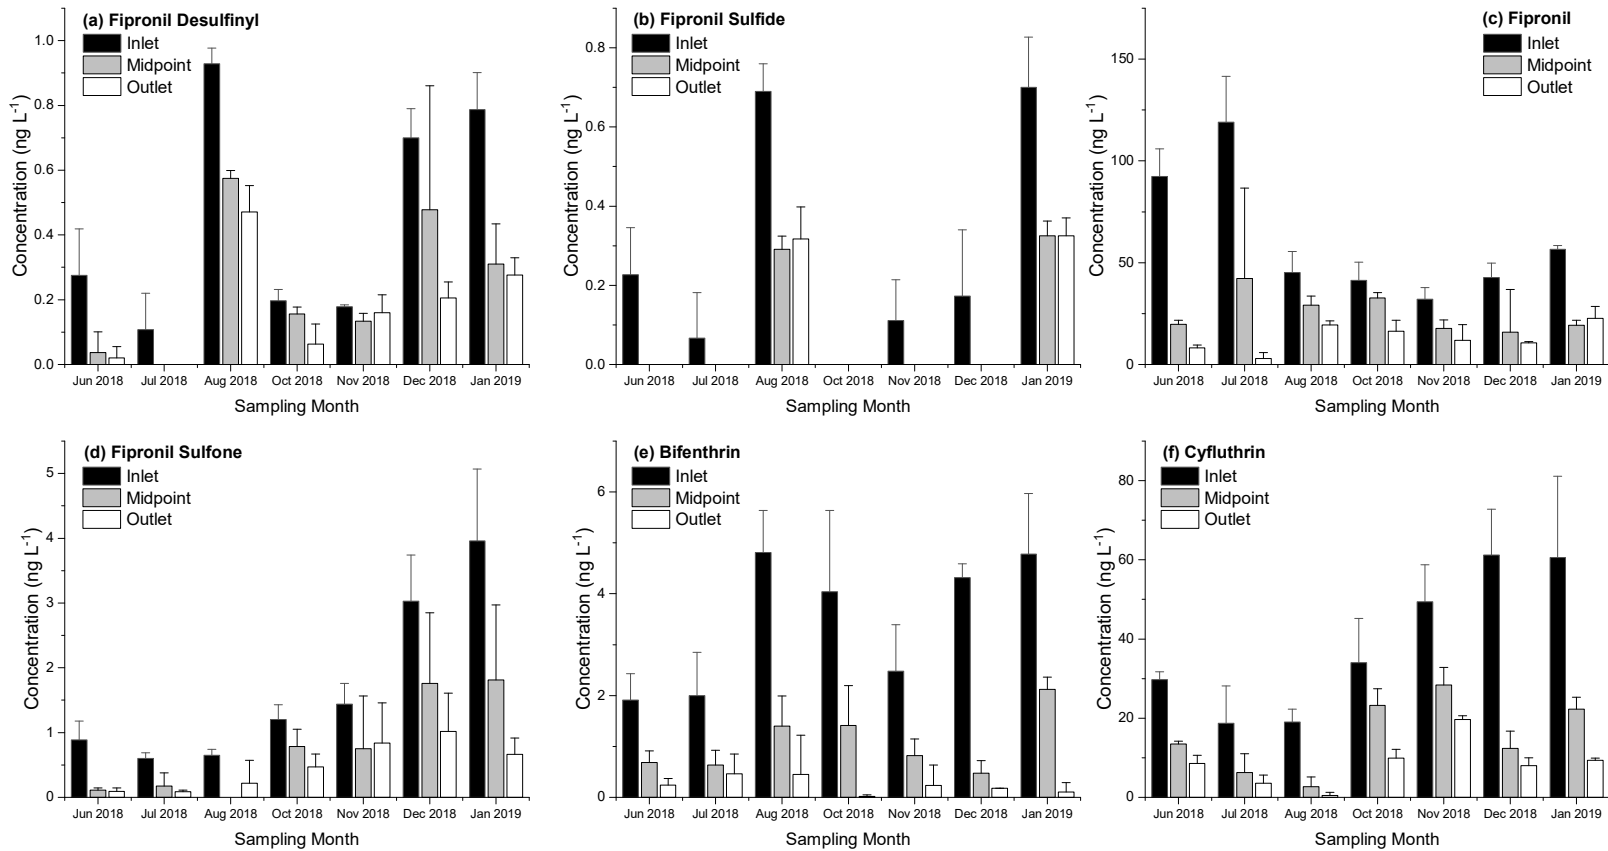 (a) Fipronil Desulfinyl
Inlet
Midpoint
Outlet
1.0
0.8
0.6
0.4
0.2
0.0
Concentration (ng L-1)
Jun 2018 Jul 2018 Aug 2018 Oct 2018 Nov 2018 Dec 2018 Jan 2019
Sampling Month
(b) Fipronil Sulfide
Inlet
Midpoint
Outlet
0.8
0.6
0.4
0.2
0.0
Concentration (ng L-1)
Jun 2018 Jul 2018 Aug 2018 Oct 2018 Nov 2018 Dec 2018 Jan 2019
Sampling Month
(c) Fipronil
Inlet
Midpoint
Outlet
150
100
50
0
Concentration (ng L-1)
Jun 2018 Jul 2018 Aug 2018 Oct 2018 Nov 2018 Dec 2018 Jan 2019
Sampling Month
(d) Fipronil Sulfone
Inlet
Midpoint
Outlet
5
4
3
2
1
0
Concentration (ng L-1)
Jun 2018 Jul 2018 Aug 2018 Oct 2018 Nov 2018 Dec 2018 Jan 2019
Sampling Month
(e) Bifenthrin
Inlet
Midpoint
Outlet
6
4
2
0
Concentration (ng L-1)
Jun 2018 Jul 2018 Aug 2018 Oct 2018 Nov 2018 Dec 2018 Jan 2019
Sampling Month
(f) Cyfluthrin
Inlet
Midpoint
Outlet
80
60
40
20
0
Concentration (ng L-1)
Jun 2018 Jul 2018 Aug 2018 Oct 2018 Nov 2018 Dec 2018 Jan 2019
Sampling Month